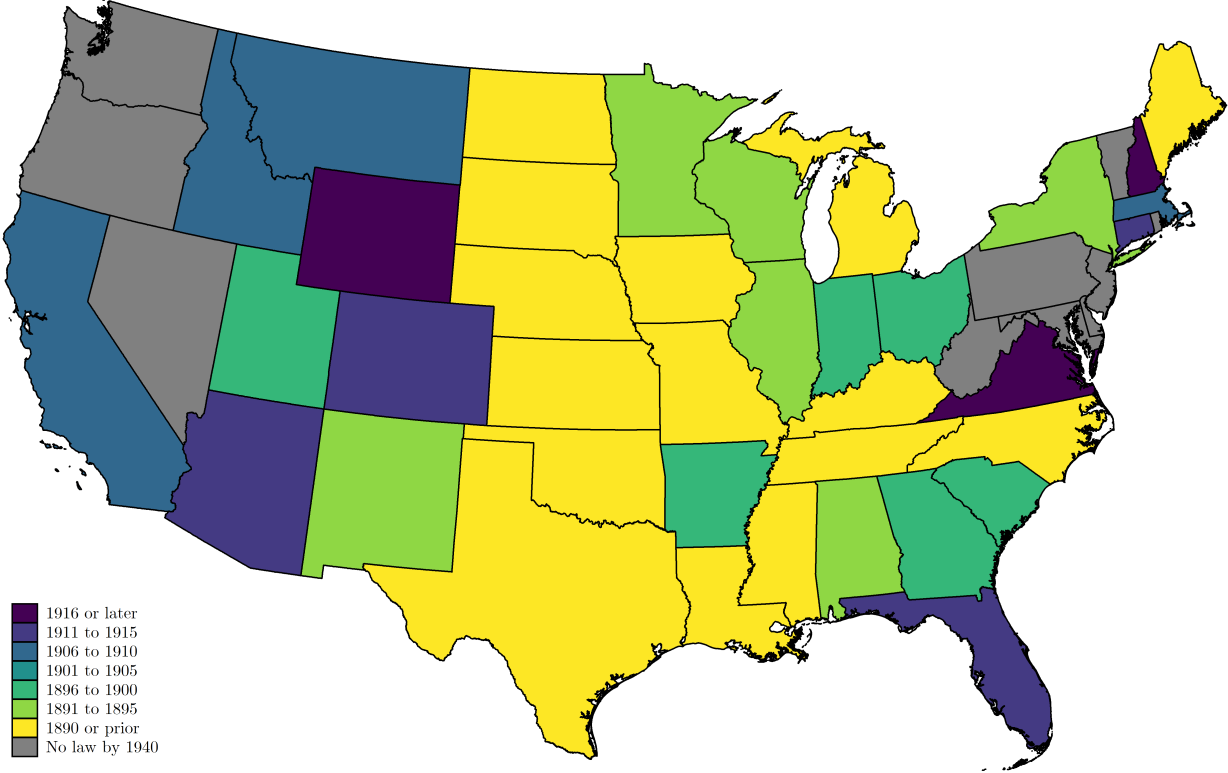 1916 or later
1911 to 1915
1906 to 1910
1901 to 1905
1896 to 1900
1891 to 1895
1890 or prior
No law by 1940